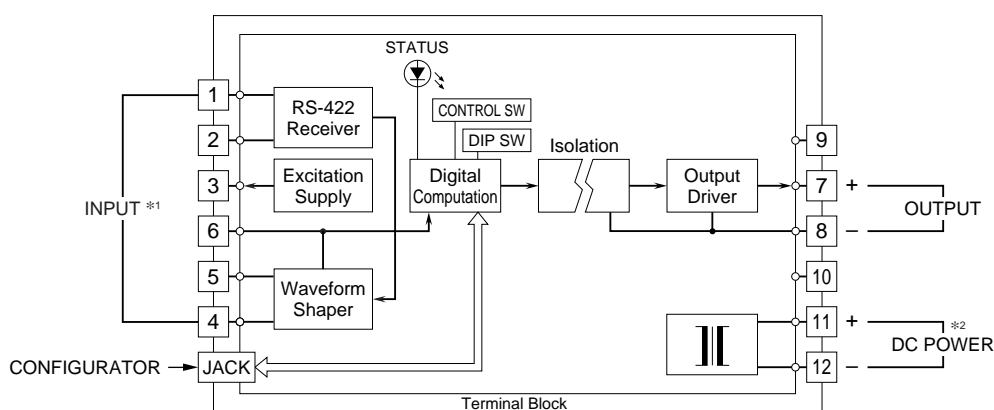 STATUS
1
RS-422
Receiver
CONTROL SW
DIP SW
2
Isolation
9
3
Excitation
Supply
Digital
Computation
Output
Driver
7
+
INPUT *1
OUTPUT
6
8
–
5
Waveform
Shaper
10
4
11
+
*2
DC POWER
CONFIGURATOR
JACK
12
–
Terminal Block